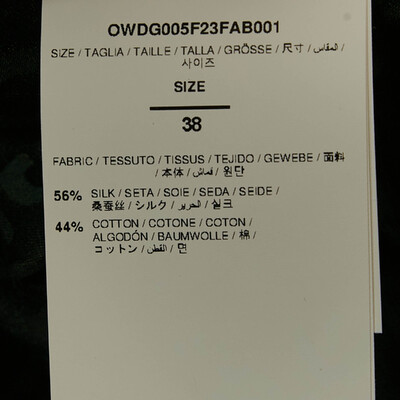 OWDG005F23FAB001
SIZE / TAGLIA / TAILLE / TALLA / GRÖSSE / 尺寸 / المقاس /
사이즈
SIZE
38
FABRIC / TESSUTO / TISSUS / TEJIDO / GEWEBE / 面料
/ 本体 / قماش / 원단
56% SILK / SETA / SOIE / SEDA / SEIDE /
桑蚕丝 / シルク / الحرير / 실크
44% COTTON / COTONE / COTON /
ALGODÓN / BAUMWOLLE / 棉 /
コットン / القطن / 면